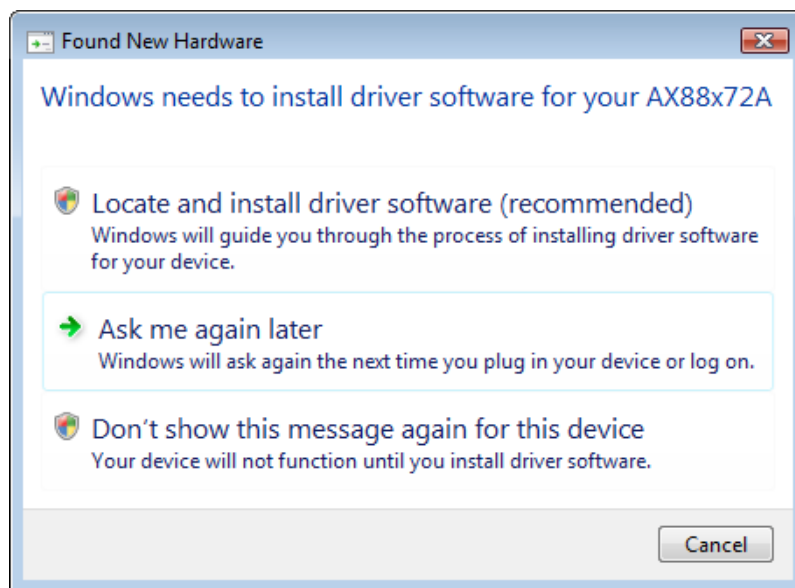 Found New Hardware
Windows needs to install driver software for your AX88x72A
Locate and install driver software (recommended)
Windows will guide you through the process of installing driver software
for your device.
Ask me again later
Windows will ask again the next time you plug in your device or log on.
Don't show this message again for this device
Your device will not function until you install driver software.
Cancel